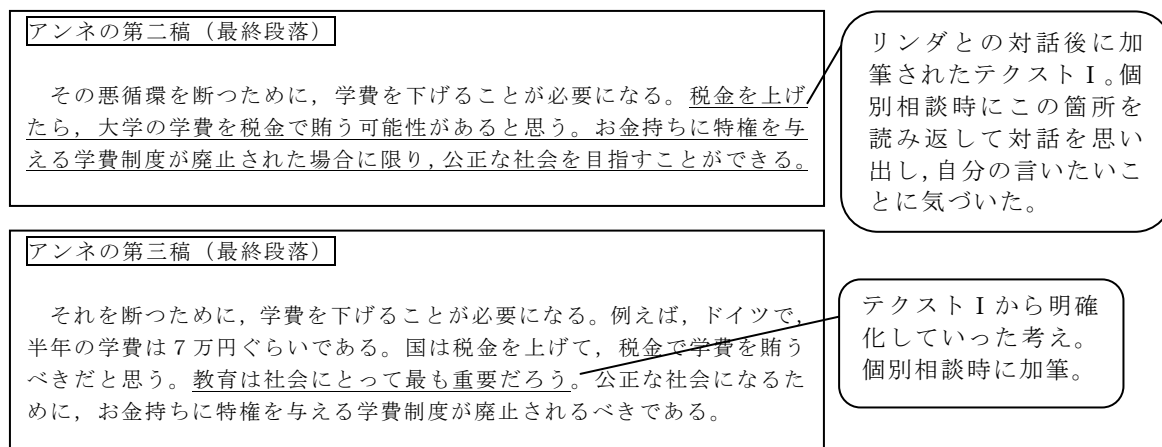 アンネの第二稿（最終段落）
その悪循環を断つために，学費を下げることが必要になる。税金を上げ
たら，大学の学費を税金で賄う可能性があると思う。お金持ちに特権を与
える学費制度が廃止された場合に限り，公正な社会を目指すことができる。
リンダとの対話後に加
筆されたテクストⅠ。個
別相談時にこの箇所を
読み返して対話を思い
出し，自分の言いたいこ
とに気づいた。
アンネの第三稿（最終段落）
それを断つために，学費を下げることが必要になる。例えば，ドイツで，
半年の学費は７万円ぐらいである。国は税金を上げて，税金で学費を賄う
べきだと思う。教育は社会にとって最も重要だろう。公正な社会になるた
めに，お金持ちに特権を与える学費制度が廃止されるべきである。
テクストⅠから明確
化していった考え。
個別相談時に加筆。